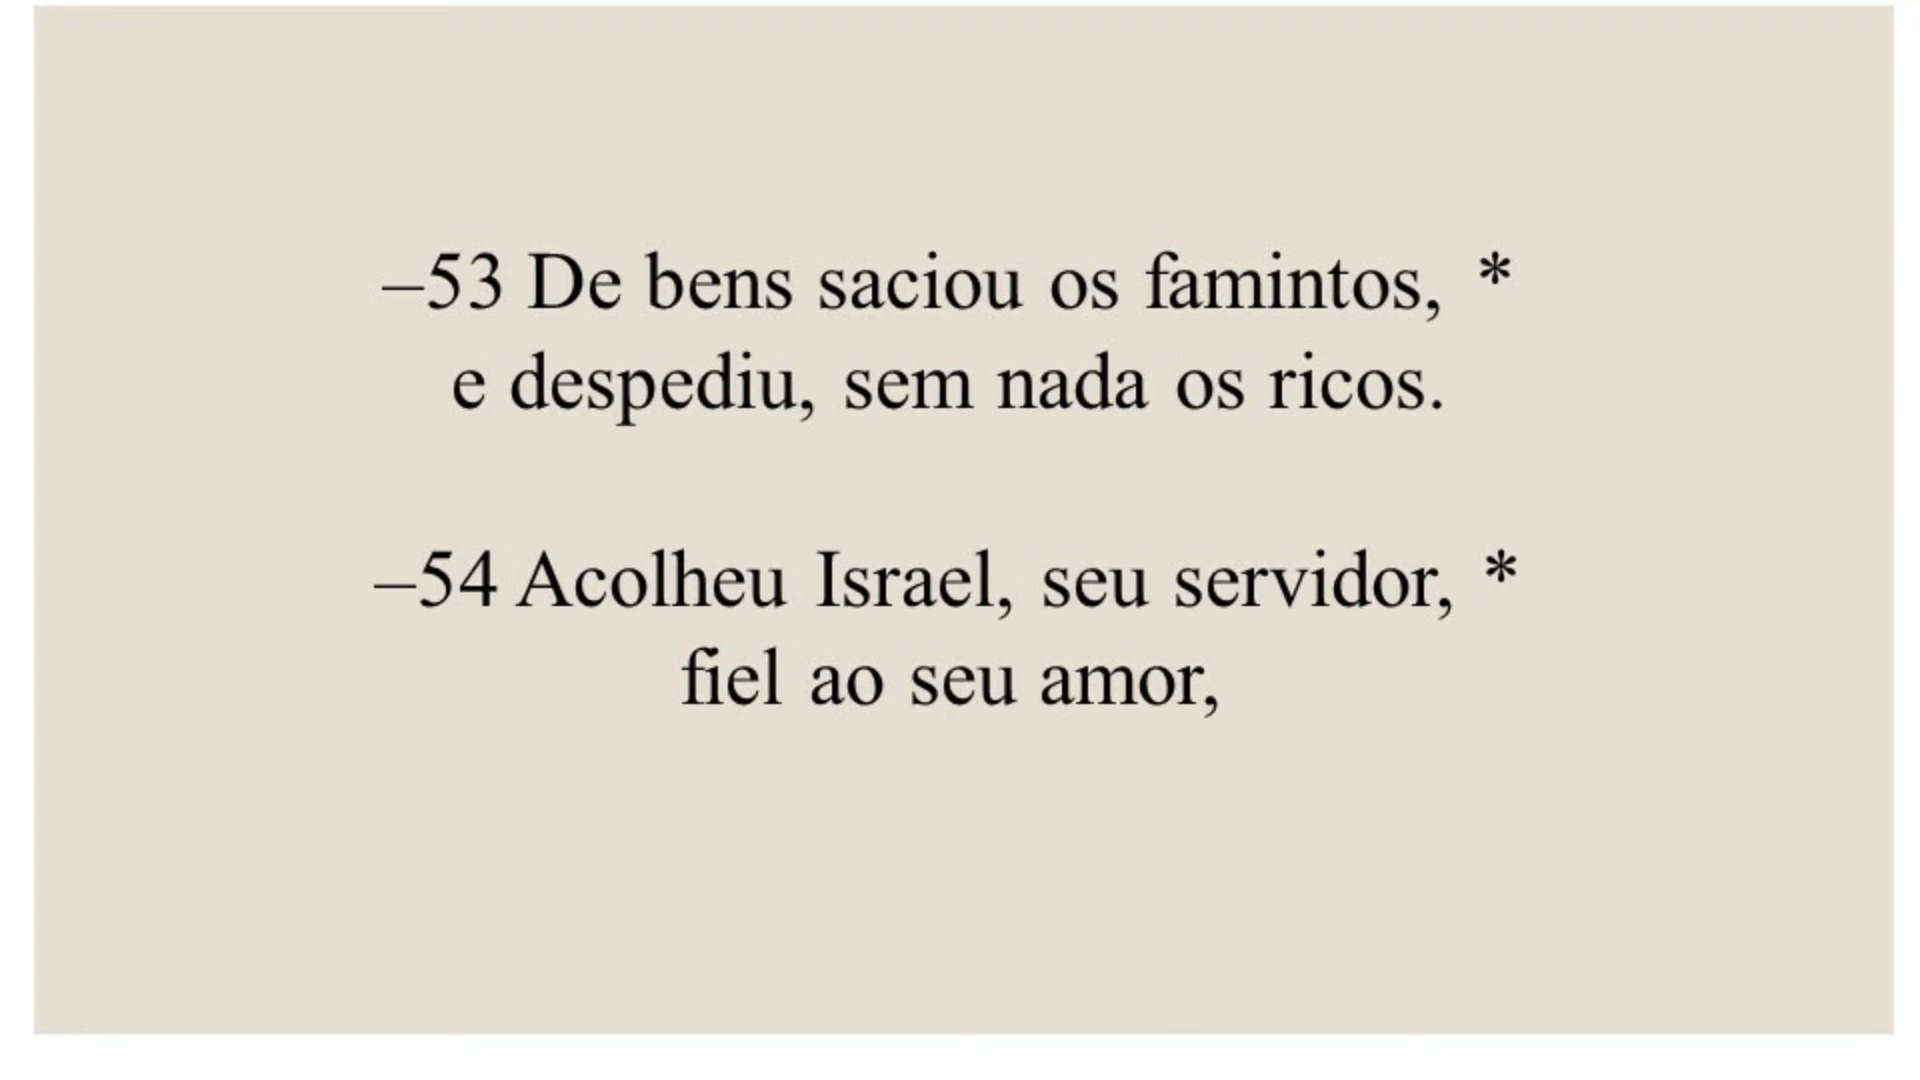 –53 De bens saciou os famintos, *
e despediu, sem nada os ricos.
–54 Acolheu Israel, seu servidor, *
fiel ao seu amor,